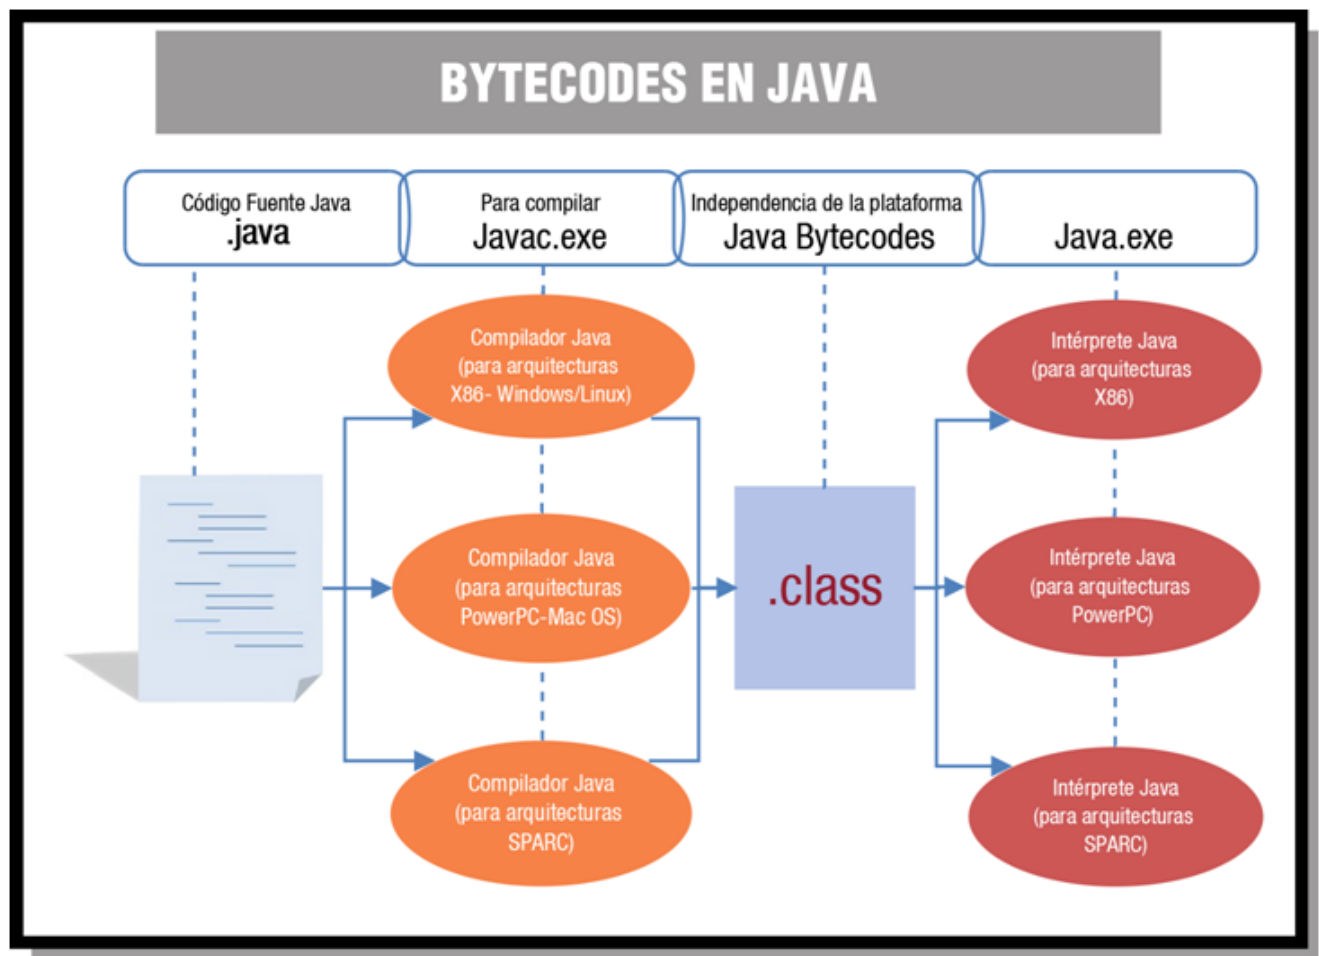 BYTECODES EN JAVA
Código Fuente Java
.java
Para compilar
Javac.exe
Independencia de la plataforma
Java Bytecodes
Java.exe
Compilador Java
(para arquitecturas
X86- Windows/Linux)
Compilador Java
(para arquitecturas
PowerPC-Mac OS)
Compilador Java
(para arquitecturas
SPARC)
.class
Intérprete Java
(para arquitecturas
X86)
Intérprete Java
(para arquitecturas
PowerPC)
Intérprete Java
(para arquitecturas
SPARC)